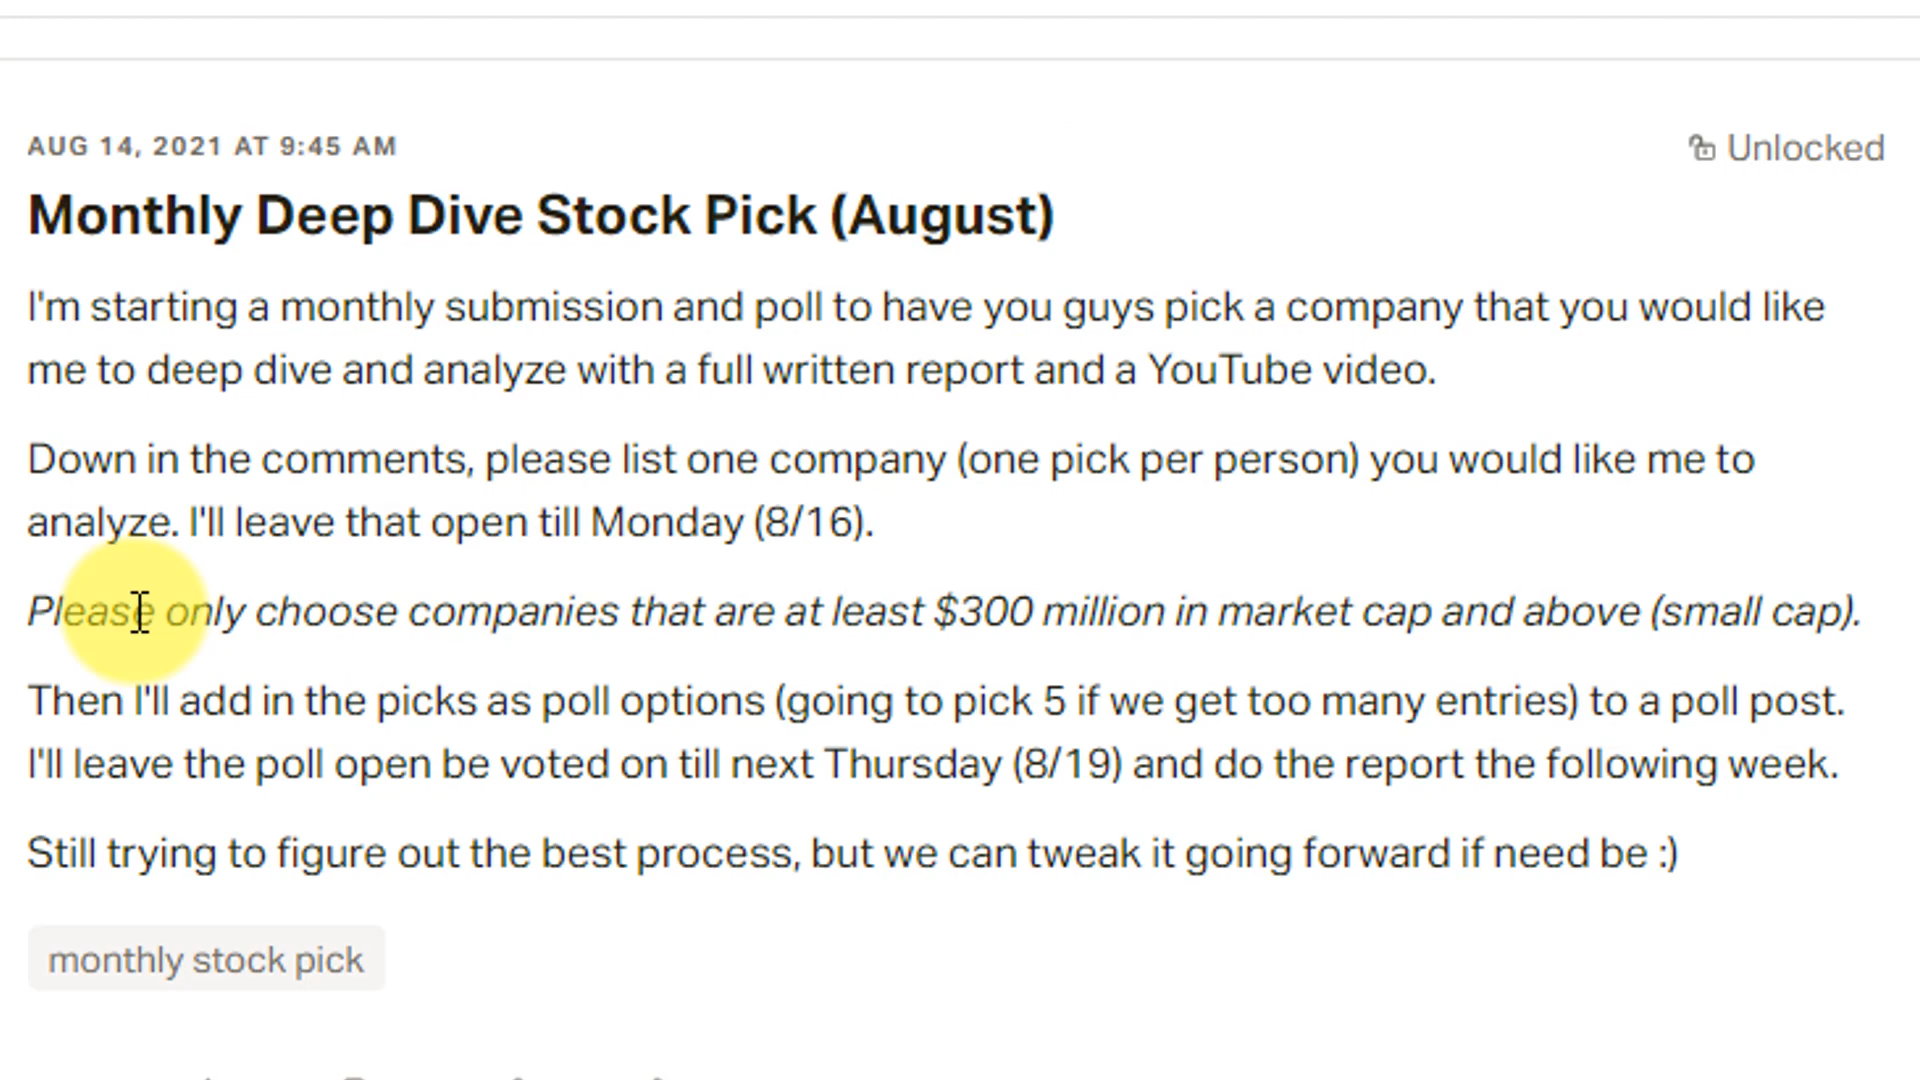 AUG 14, 2021 AT 9:45 AM
Unlocked
Monthly Deep Dive Stock Pick (August)
I'm starting a monthly submission and poll to have you guys pick a company that you would like
me to deep dive and analyze with a full written report and a YouTube video.
Down in the comments, please list one company (one pick per person) you would like me to
analyze. I'll leave that open till Monday (8/16).
Please only choose companies that are at least $300 million in market cap and above (small cap).
Then I'll add in the picks as poll options (going to pick 5 if we get too many entries) to a poll post.
I'll leave the poll open be voted on till next Thursday (8/19) and do the report the following week.
Still trying to figure out the best process, but we can tweak it going forward if need be :)
monthly stock pick